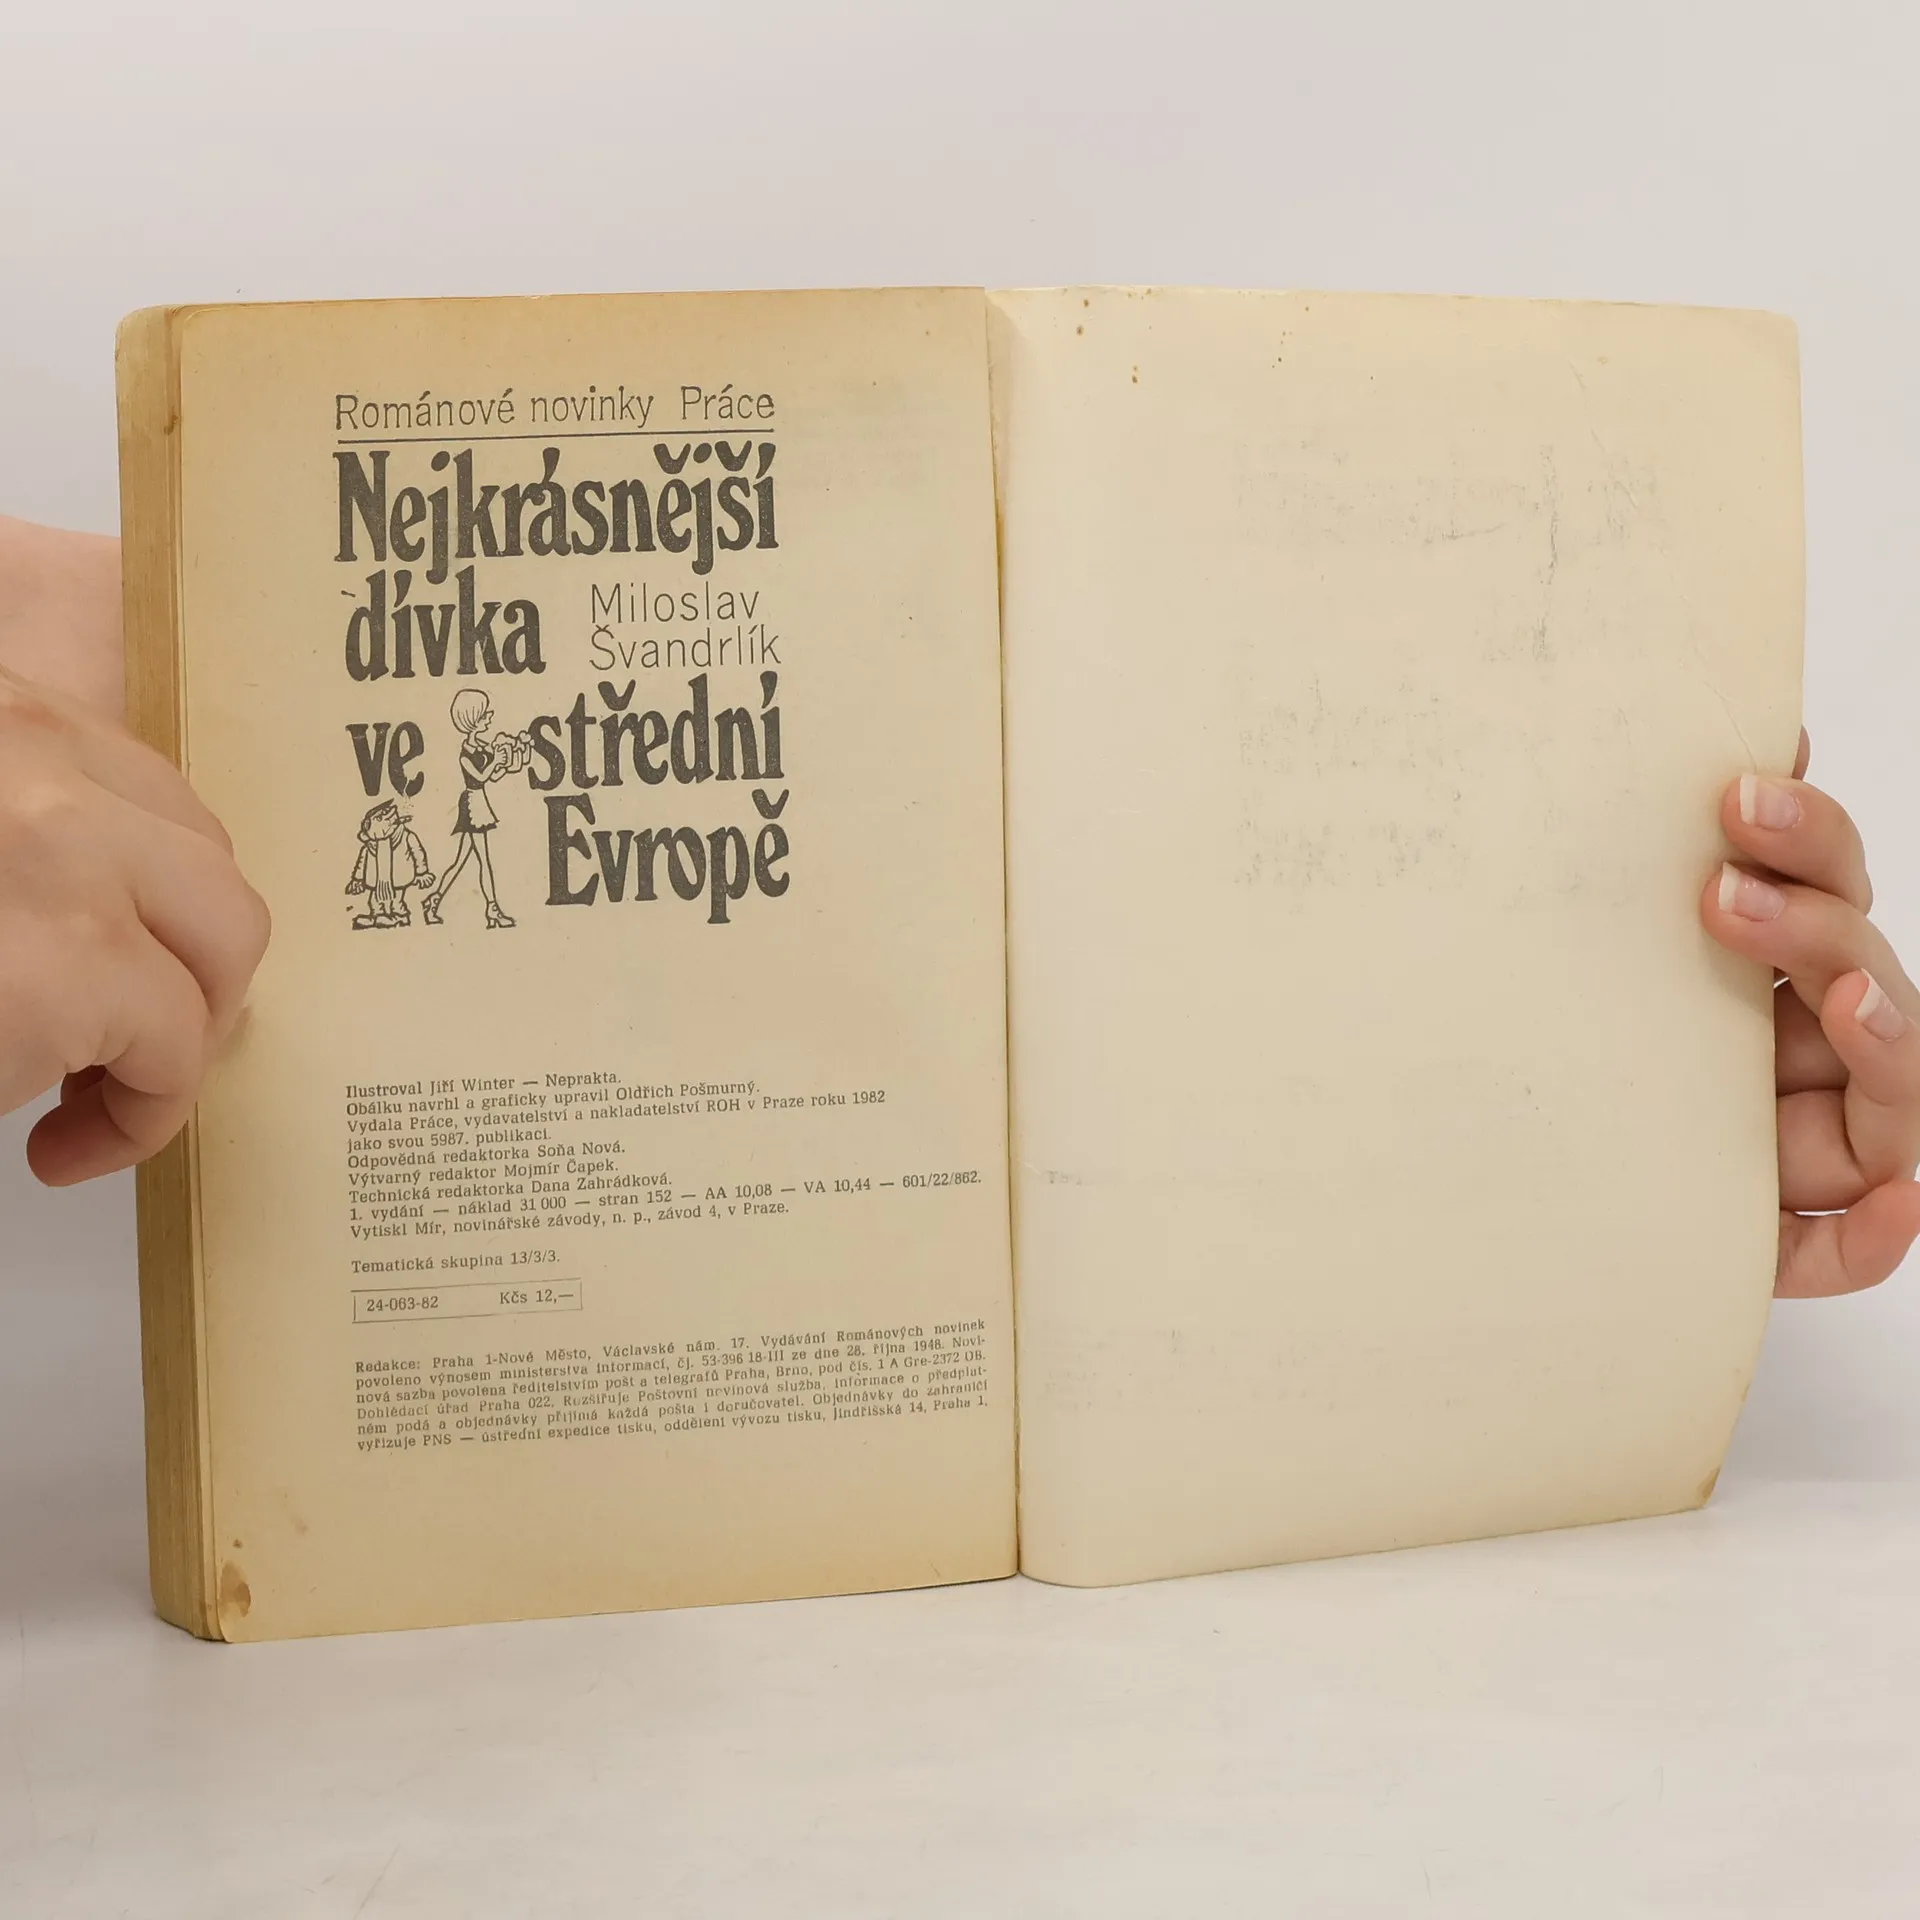 Románové novinky Práce
Nejkrásnější
dívka
Miloslav
Švandrlík
ve střední
Evropě
Ilustroval Jiří Winter — Neprakta.
Obálku navrhl a graficky upravil Oldřich Pošmurný.
Vydala Práce, vydavatelství a nakladatelství ROH v Praze roku 1982
jako svou 5987. publikaci.
Odpovědná redaktorka Soňa Nová.
Výtvarný redaktor Mojmír Čapek.
Technická redaktorka Dana Zahrádková.
1. vydání — náklad 31 000 — stran 152 — AA 10,08 — VA 10,44 — 601/22/862.
Vytiskl Mír, novinářské závody, n. p., závod 4, v Praze.
Tematická skupina 13/3/3.
24-063-82 Kčs 12,—
Redakce: Praha 1-Nové Město, Václavské nám. 17. Vydávání Románových novinek
povoleno výnosem ministerstva informací, čj. 53-396 18-III ze dne 28. října 1948. Novi-
nová sazba povolena ředitelstvím pošt a telegrafů Praha, Brno, pod čís. 1 A Gre-2372 OB.
Dohlédací úřad Praha 022. Rozšiřuje Poštovní novinová služba, informace o předplat-
ném podá a objednávky přijímá každá pošta i doručovatel. Objednávky do zahraničí
vyřizuje PNS — ústřední expedice tisku, oddělení vývozu tisku, Jindřišská 14, Praha 1.